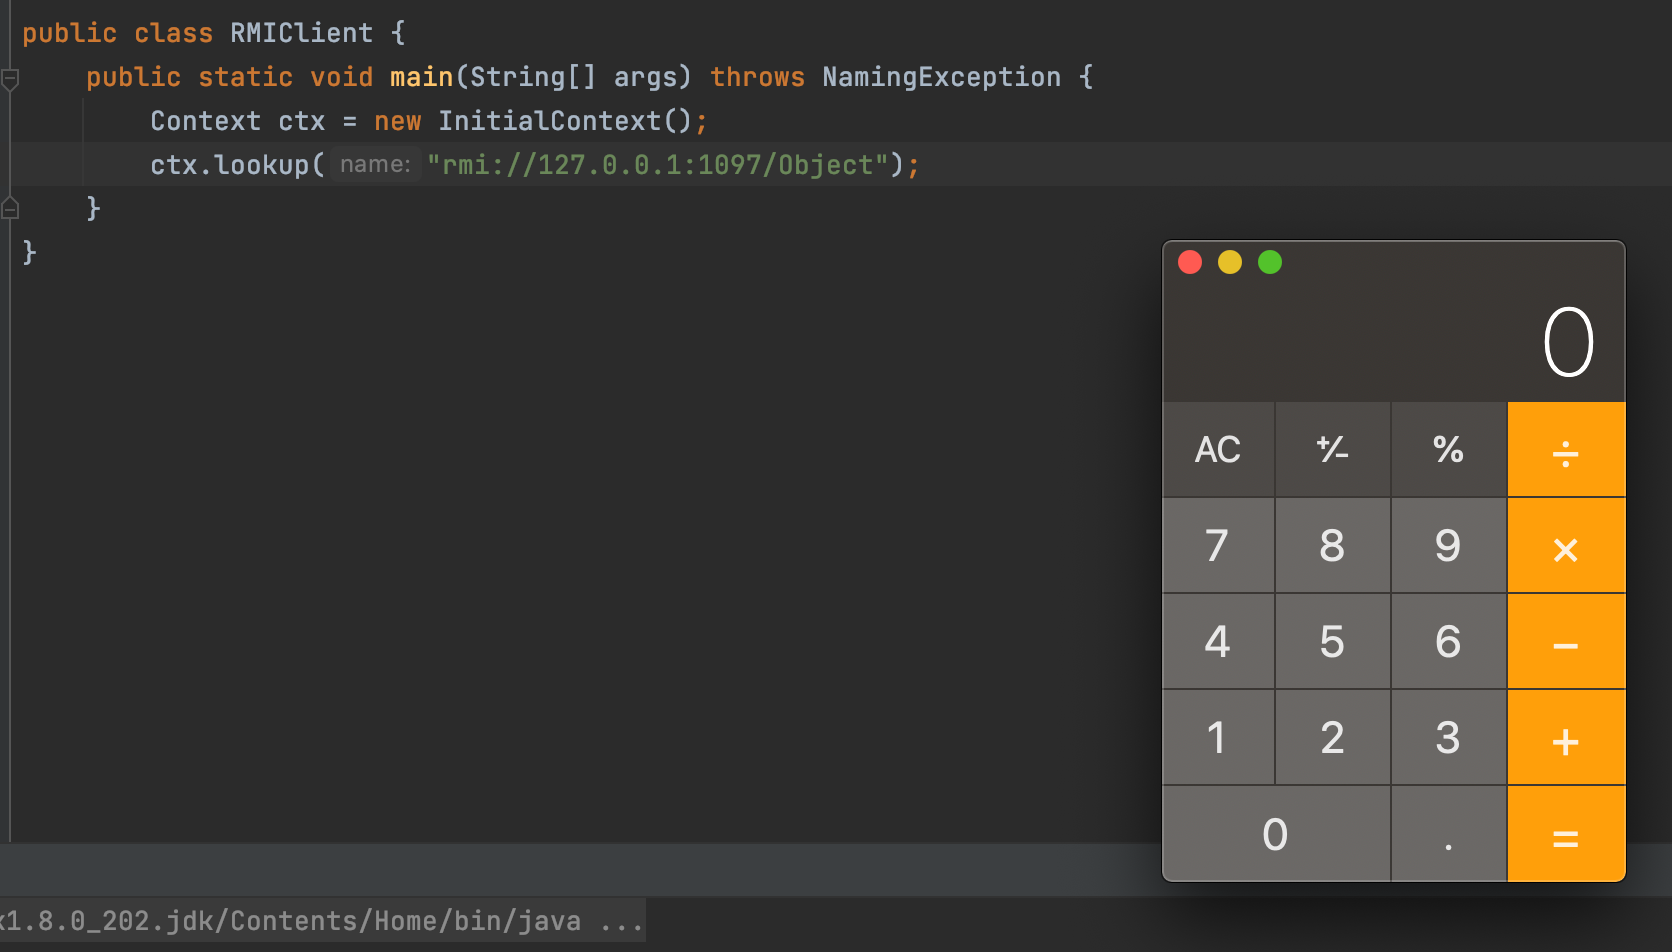 public class RMIClient {
public static void main(String[] args) throws NamingException {
Context ctx = new InitialContext();
ctx.lookup( name: "rmi://127.0.0.1:1097/Object");
}
}
0
AC ⁺⁄₋ % ÷
7 8 9 ×
4 5 6 −
1 2 3 +
0 . =
1.8.0_202.jdk/Contents/Home/bin/java ...